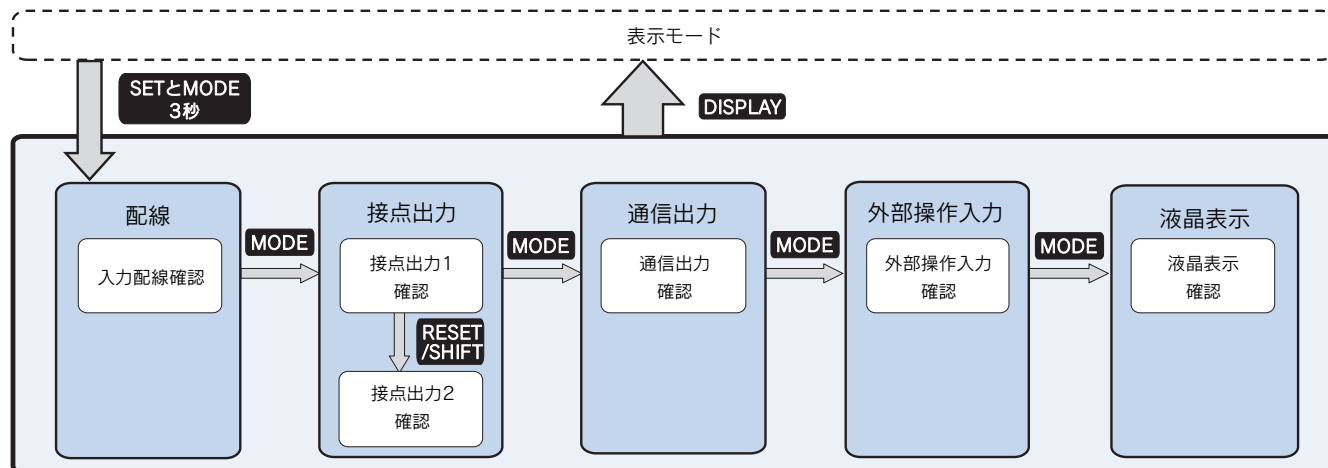 表示モード
SETとMODE
3秒
DISPLAY
配線
入力配線確認
MODE
接点出力
接点出力1
確認
RESET
/SHIFT
接点出力2
確認
MODE
通信出力
通信出力
確認
MODE
外部操作入力
外部操作入力
確認
MODE
液晶表示
液晶表示
確認